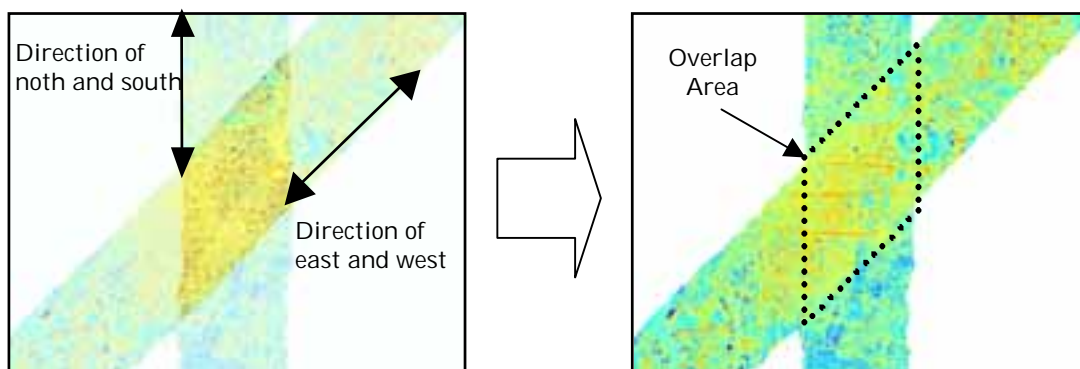 Direction of
noth and south
Direction of
east and west
Overlap
Area